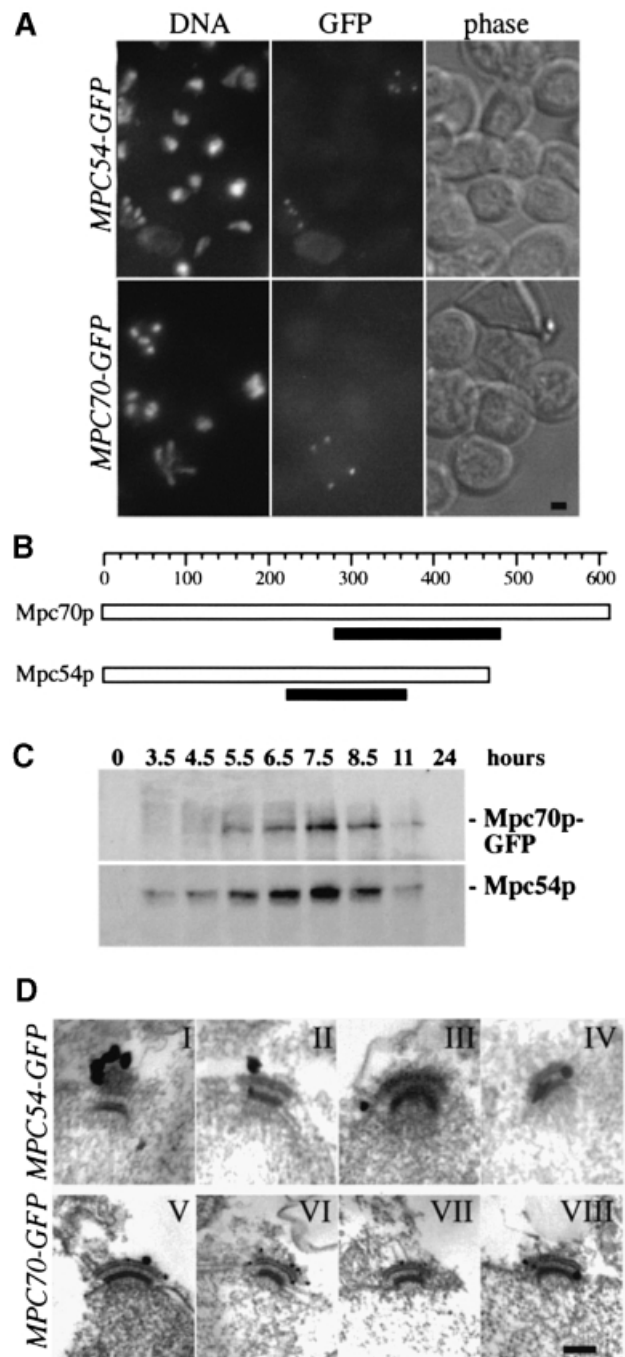 A
DNA GFP phase
MPC54-GFP
MPC70-GFP
B
0 100 200 300 400 500 600
Mpc70p
Mpc54p
C
0 3.5 4.5 5.5 6.5 7.5 8.5 11 24 hours
- Mpc70p-
GFP
- Mpc54p
D
MPC54-GFP
I II III IV
MPC70-GFP
V VI VII VIII